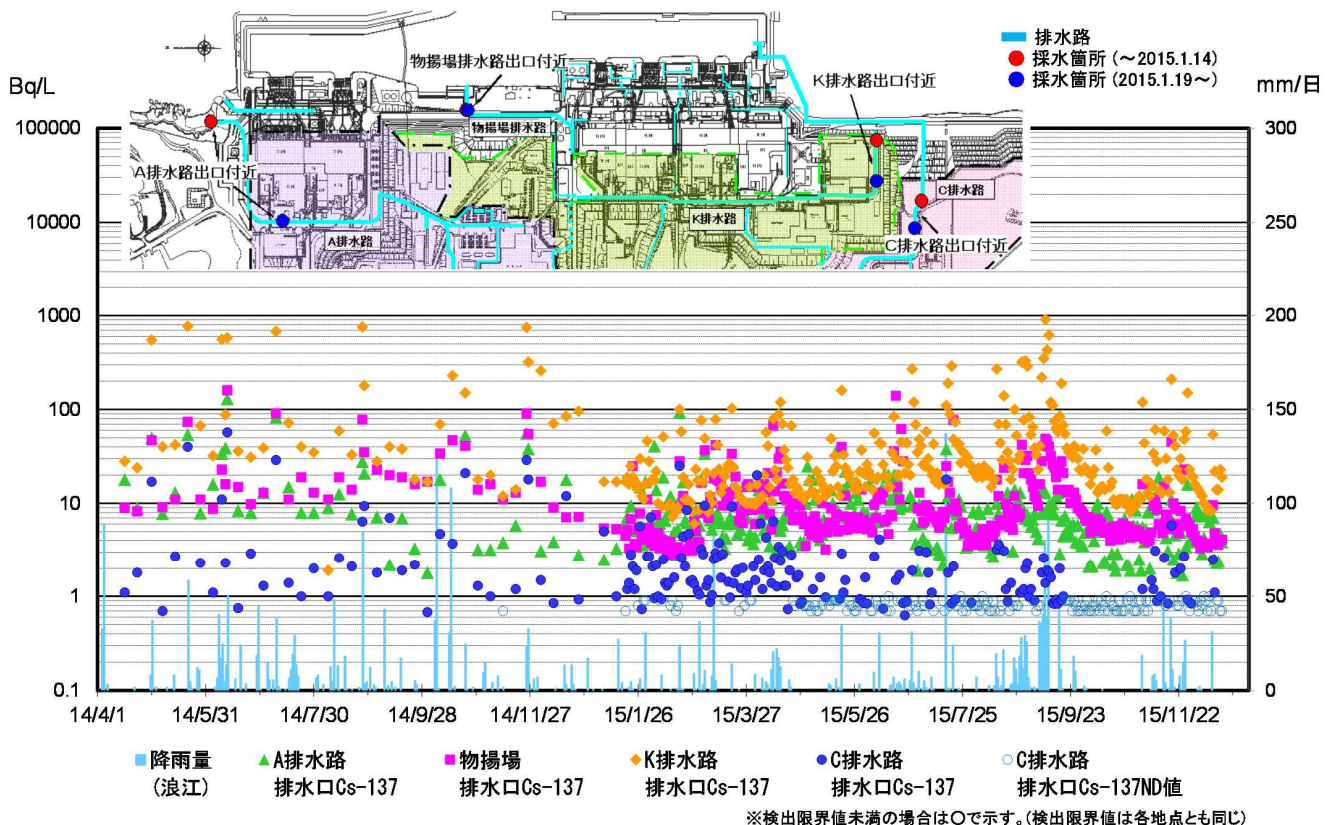 排水路
採水箇所(~2015.1.14)
採水箇所(2015.1.19~)
物揚場排水路出口付近
K排水路出口付近
物揚場排水路
A排水路出口付近
C排水路
K排水路
A排水路
C排水路出口付近
Bq/L
mm/日
100000
10000
1000
100
10
1
0.1
300
250
200
150
100
50
0
14/4/1
14/5/31
14/7/30
14/9/28
14/11/27
15/1/26
15/3/27
15/5/26
15/7/25
15/9/23
15/11/22
降雨量
(浪江)
A排水路
排水口Cs-137
物揚場
排水口Cs-137
K排水路
排水口Cs-137
C排水路
排水口Cs-137
C排水路
排水口Cs-137ND値
※検出限界値未満の場合は○で示す。(検出限界値は各地点とも同じ)